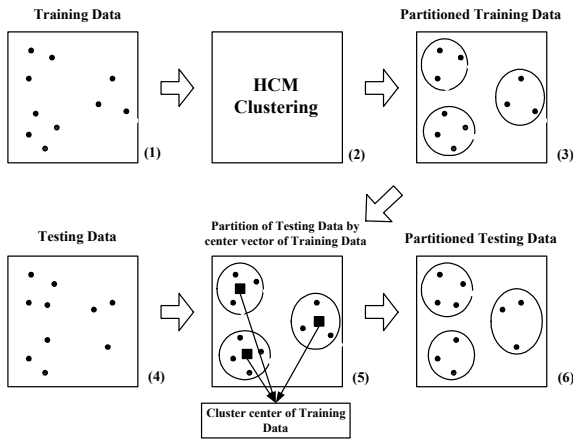 Training Data
Partitioned Training Data
HCM
Clustering
(1)
(2)
(3)
Testing Data
Partition of Testing Data by
center vector of Training Data
Partitioned Testing Data
(4)
(5)
(6)
Cluster center of Training
Data